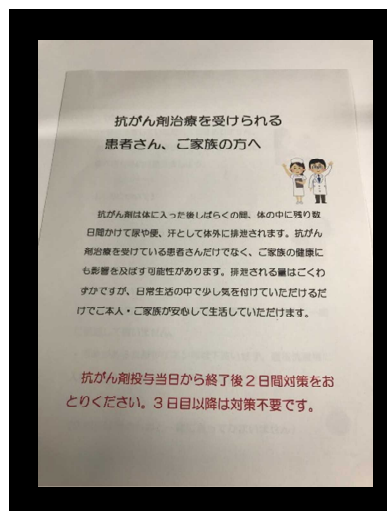 抗がん剤治療を受けられる
患者さん、ご家族の方へ
抗がん剤は体に入った後しばらくの間、体の中に残り数
日間かけて尿や便、汗として体外に排泄されます。抗がん
剤治療を受けている患者さんだけでなく、ご家族の健康に
も影響を及ぼす可能性があります。排泄される量はごくわ
ずかですが、日常生活の中で少し気を付けていただけるだ
けでご本人・ご家族が安心して生活していただけます。
抗がん剤投与当日から終了後2日間対策をお
とりください。3日目以降は対策不要です。